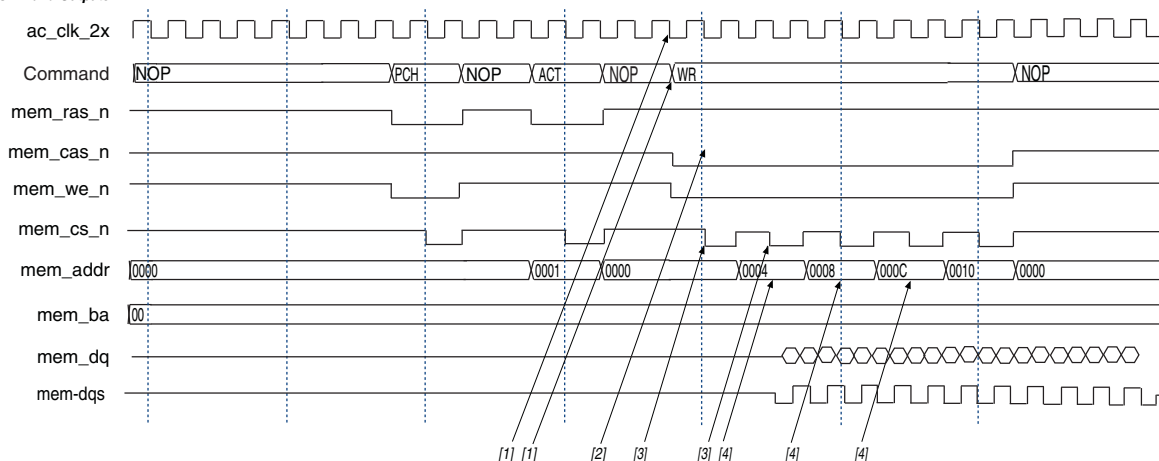 ac_clk_2x
Command NOP PCH NOP ACT NOP WR NOP
mem_ras_n
mem_cas_n
mem_we_n
mem_cs_n
mem_addr 0000 0001 0000 0004 0008 000C 0010 0000
mem_ba 00
mem_dq
mem-dqs
[1] [1] [2] [3] [3] [4] [4] [4]